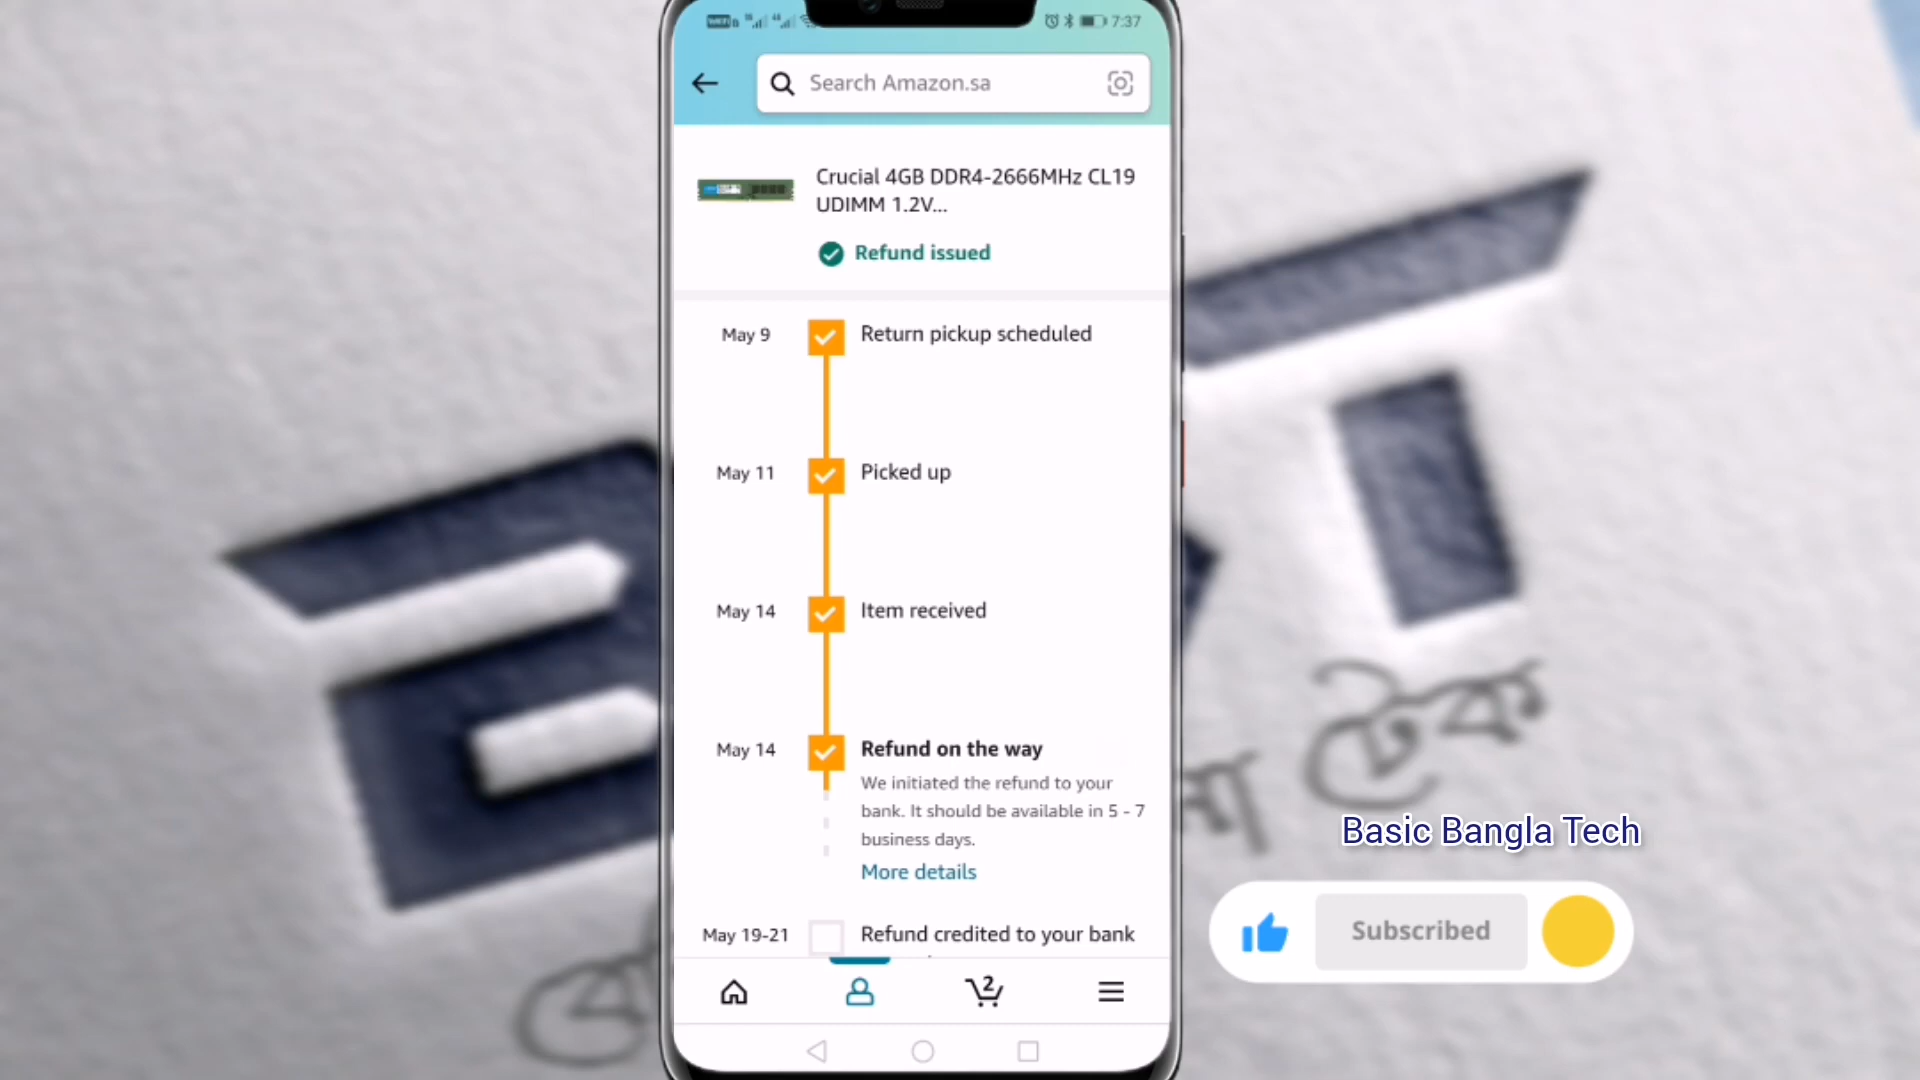 7:37
Search Amazon.sa
Crucial 4GB DDR4-2666MHz CL19
UDIMM 1.2V...
Refund issued
May 9 Return pickup scheduled
May 11 Picked up
May 14 Item received
May 14 Refund on the way
We initiated the refund to your
bank. It should be available in 5 - 7
business days.
More details
May 19-21 Refund credited to your bank
2
Basic Bangla Tech
Subscribed
টেক